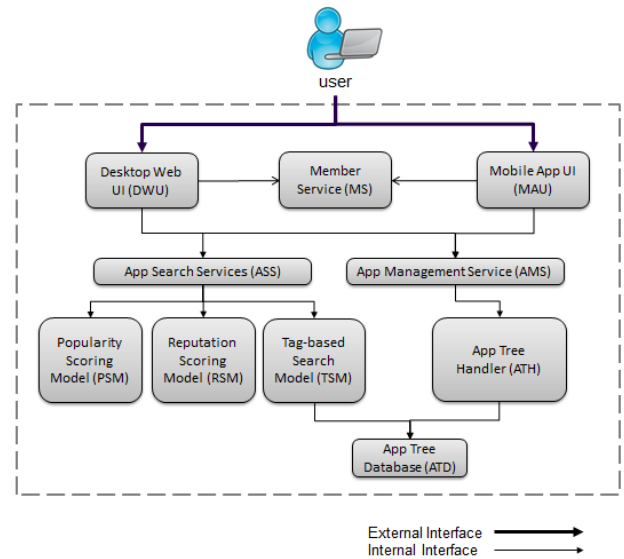 user
Desktop Web
UI (DWU)
Member
Service (MS)
Mobile App UI
(MAU)
App Search Services (ASS)
App Management Service (AMS)
Popularity
Scoring
Model (PSM)
Reputation
Scoring
Model (RSM)
Tag-based
Search
Model (TSM)
App Tree
Handler (ATH)
App Tree
Database (ATD)
External Interface
Internal Interface